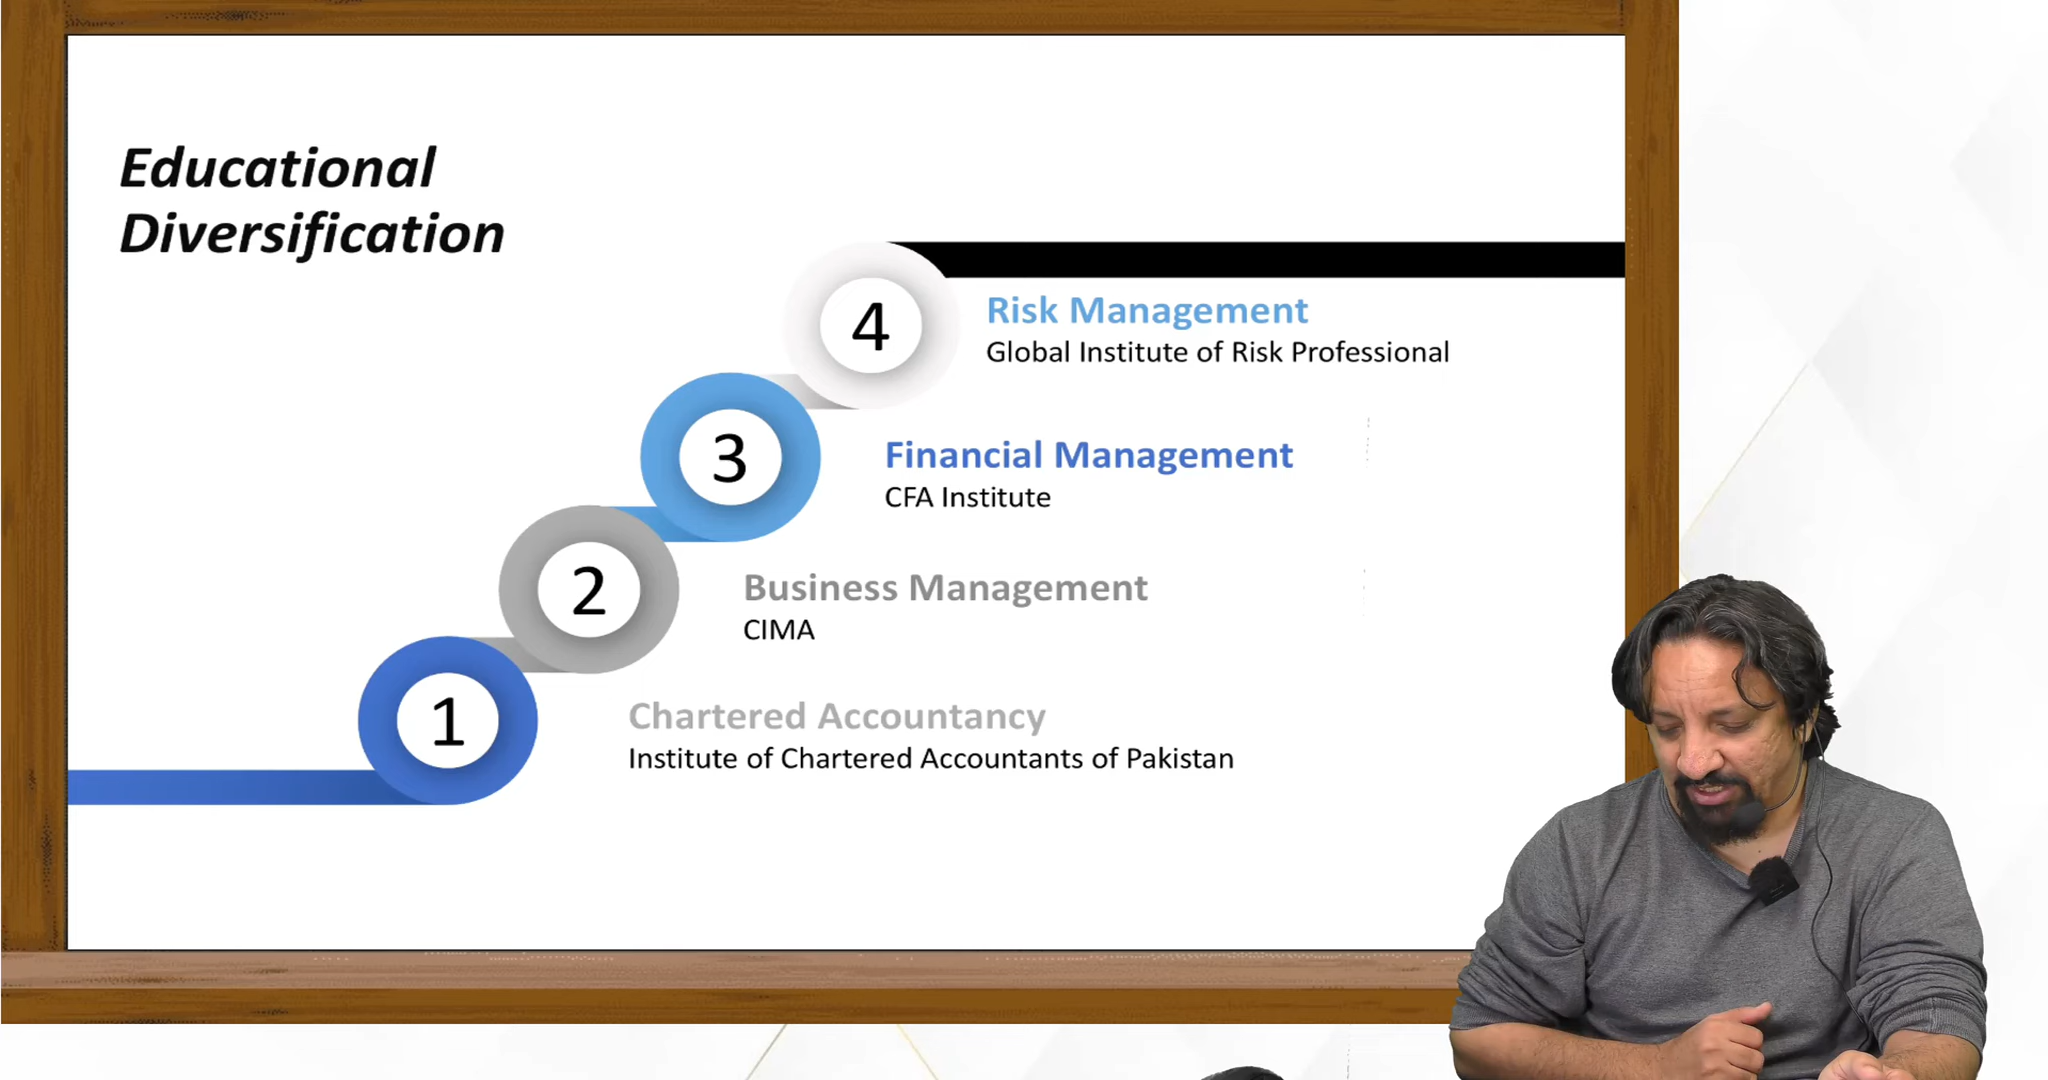 Educational
Diversification
4
Risk Management
Global Institute of Risk Professional
3
Financial Management
CFA Institute
2
Business Management
CIMA
1
Chartered Accountancy
Institute of Chartered Accountants of Pakistan